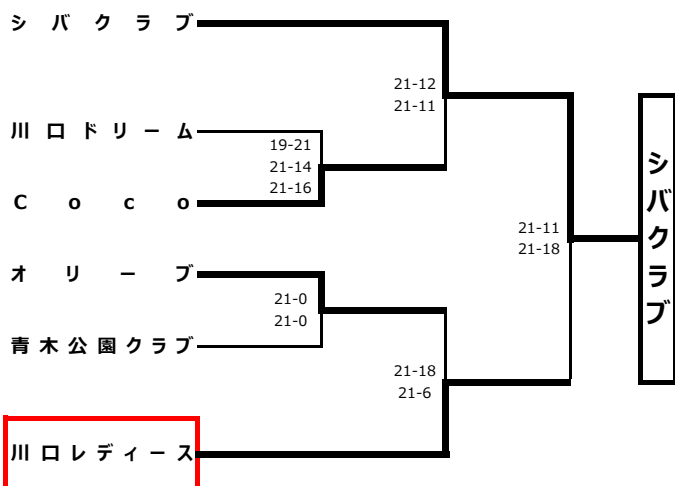 シバクラブ
21-12
21-11
川口ドリーム
19-21
21-14
21-16
Coco
21-11
21-18
シバクラブ
オリーブ
21-0
21-0
青木公園クラブ
21-18
21-6
川口レディース